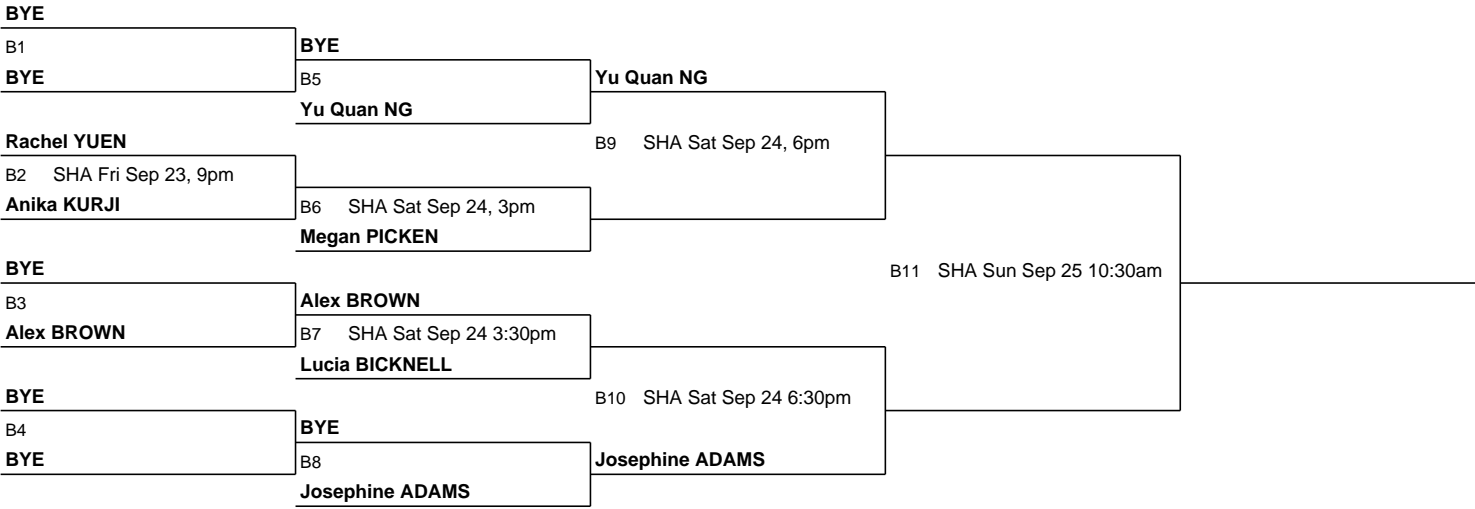 BYE
B1
BYE
BYE
B5
Yu Quan NG
Yu Quan NG
Rachel YUEN
B9 SHA Sat Sep 24, 6pm
B2 SHA Fri Sep 23, 9pm
Anika KURJI
B6 SHA Sat Sep 24, 3pm
Megan PICKEN
BYE
B11 SHA Sun Sep 25 10:30am
B3
Alex BROWN
Alex BROWN
B7 SHA Sat Sep 24 3:30pm
Lucia BICKNELL
BYE
B10 SHA Sat Sep 24 6:30pm
B4
BYE
BYE
B8
Josephine ADAMS
Josephine ADAMS